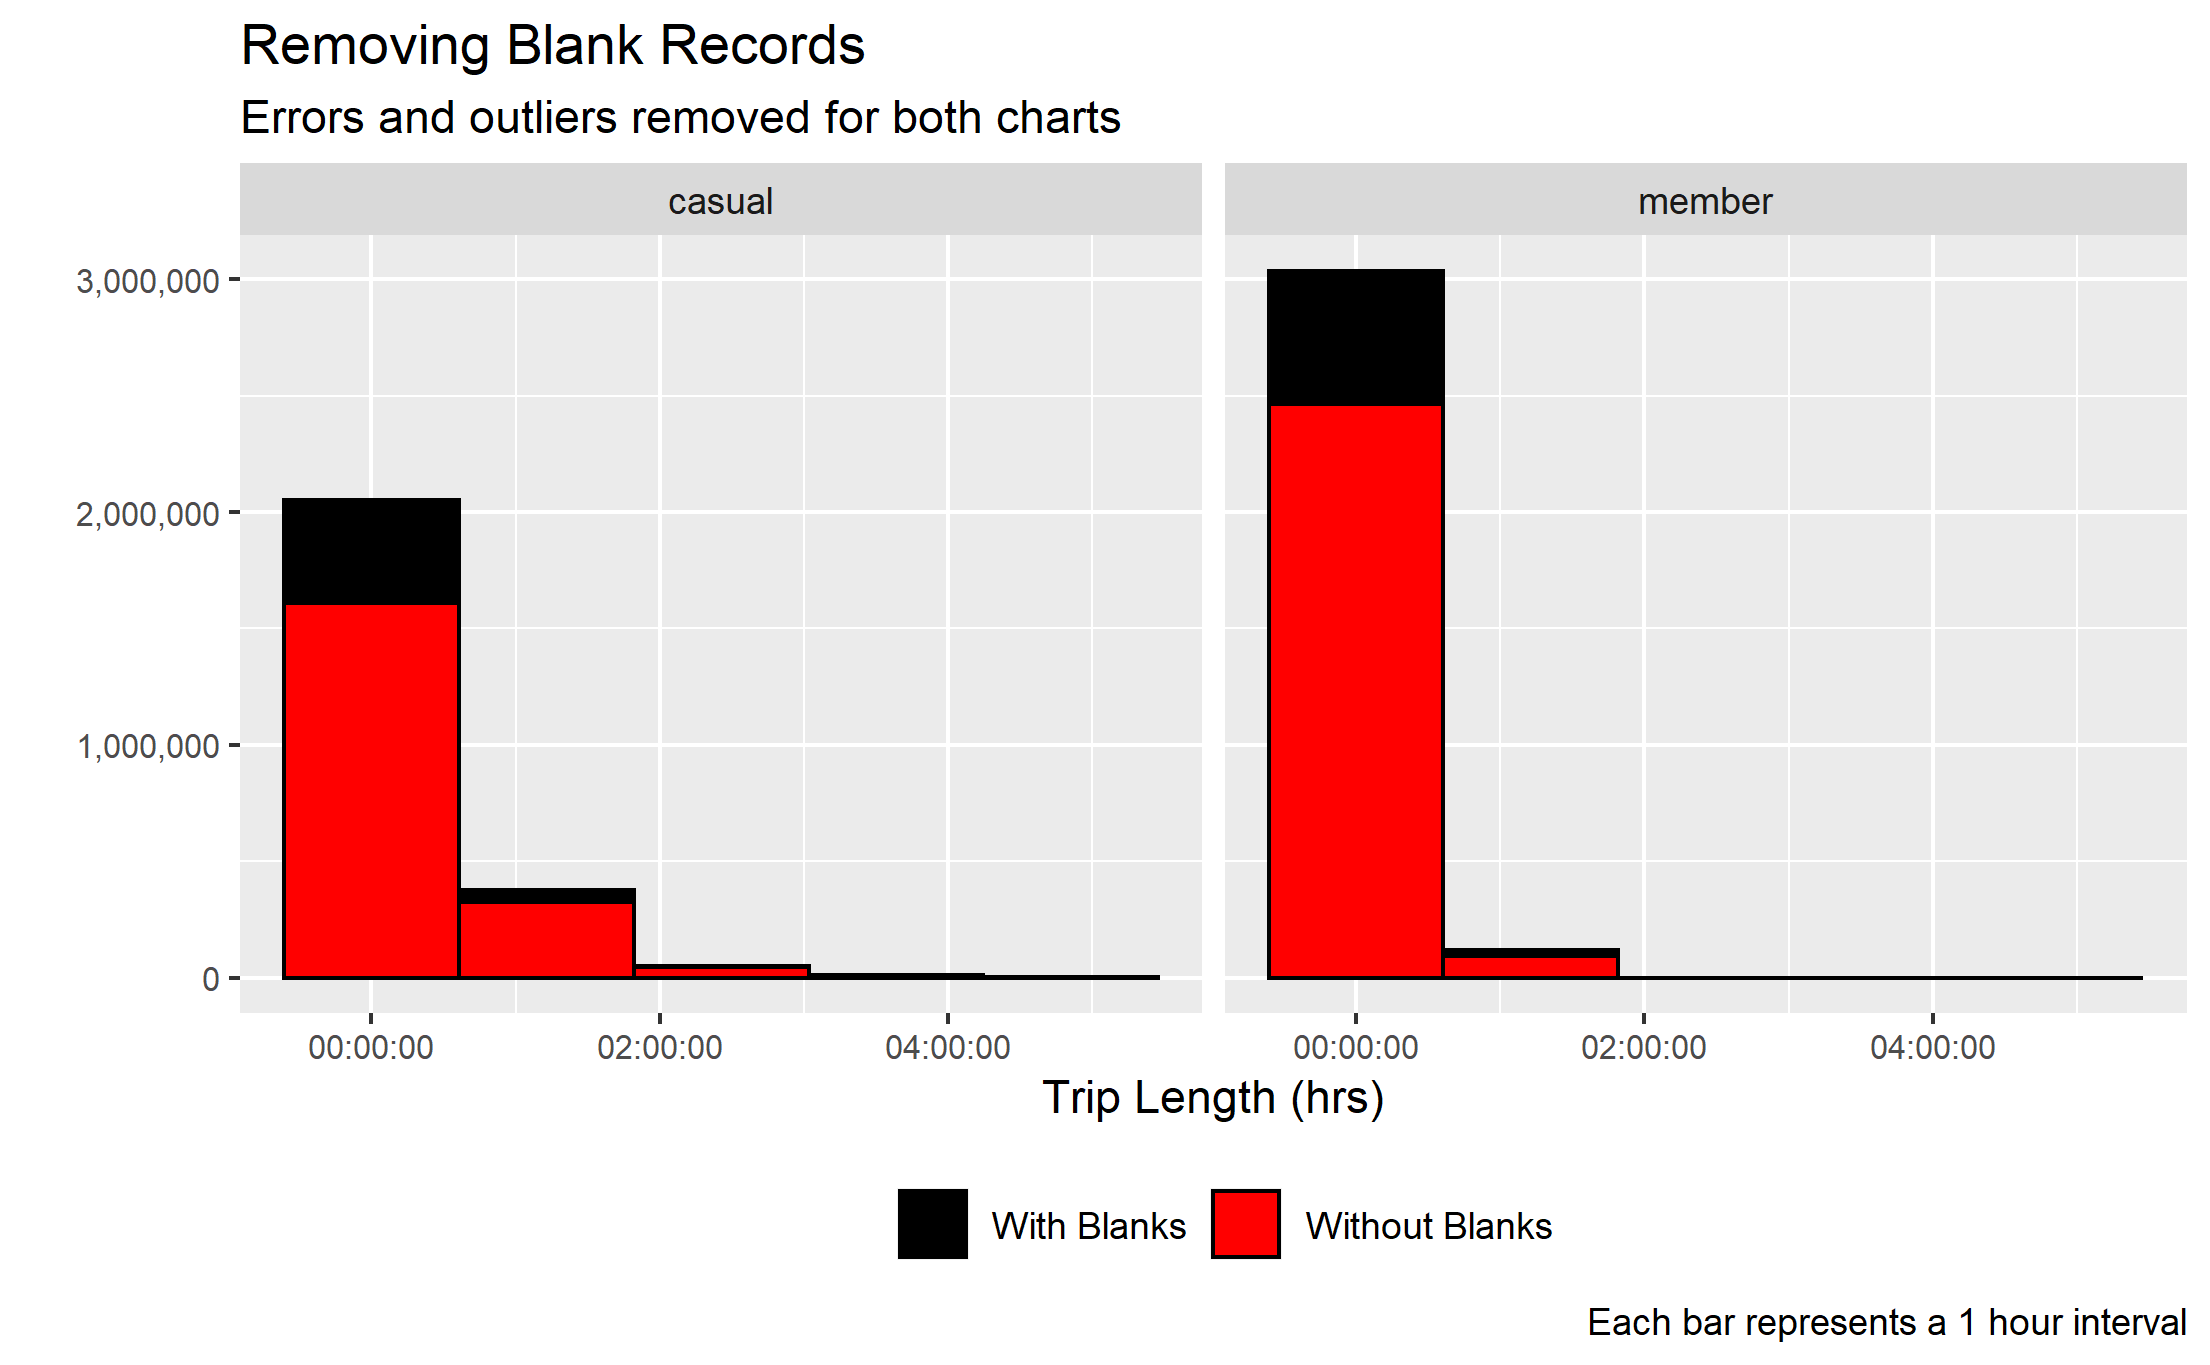 Removing Blank Records
Errors and outliers removed for both charts
casual
member
3,000,000
2,000,000
1,000,000
0
00:00:00 02:00:00 04:00:00 00:00:00 02:00:00 04:00:00
Trip Length (hrs)
With Blanks Without Blanks
Each bar represents a 1 hour interval